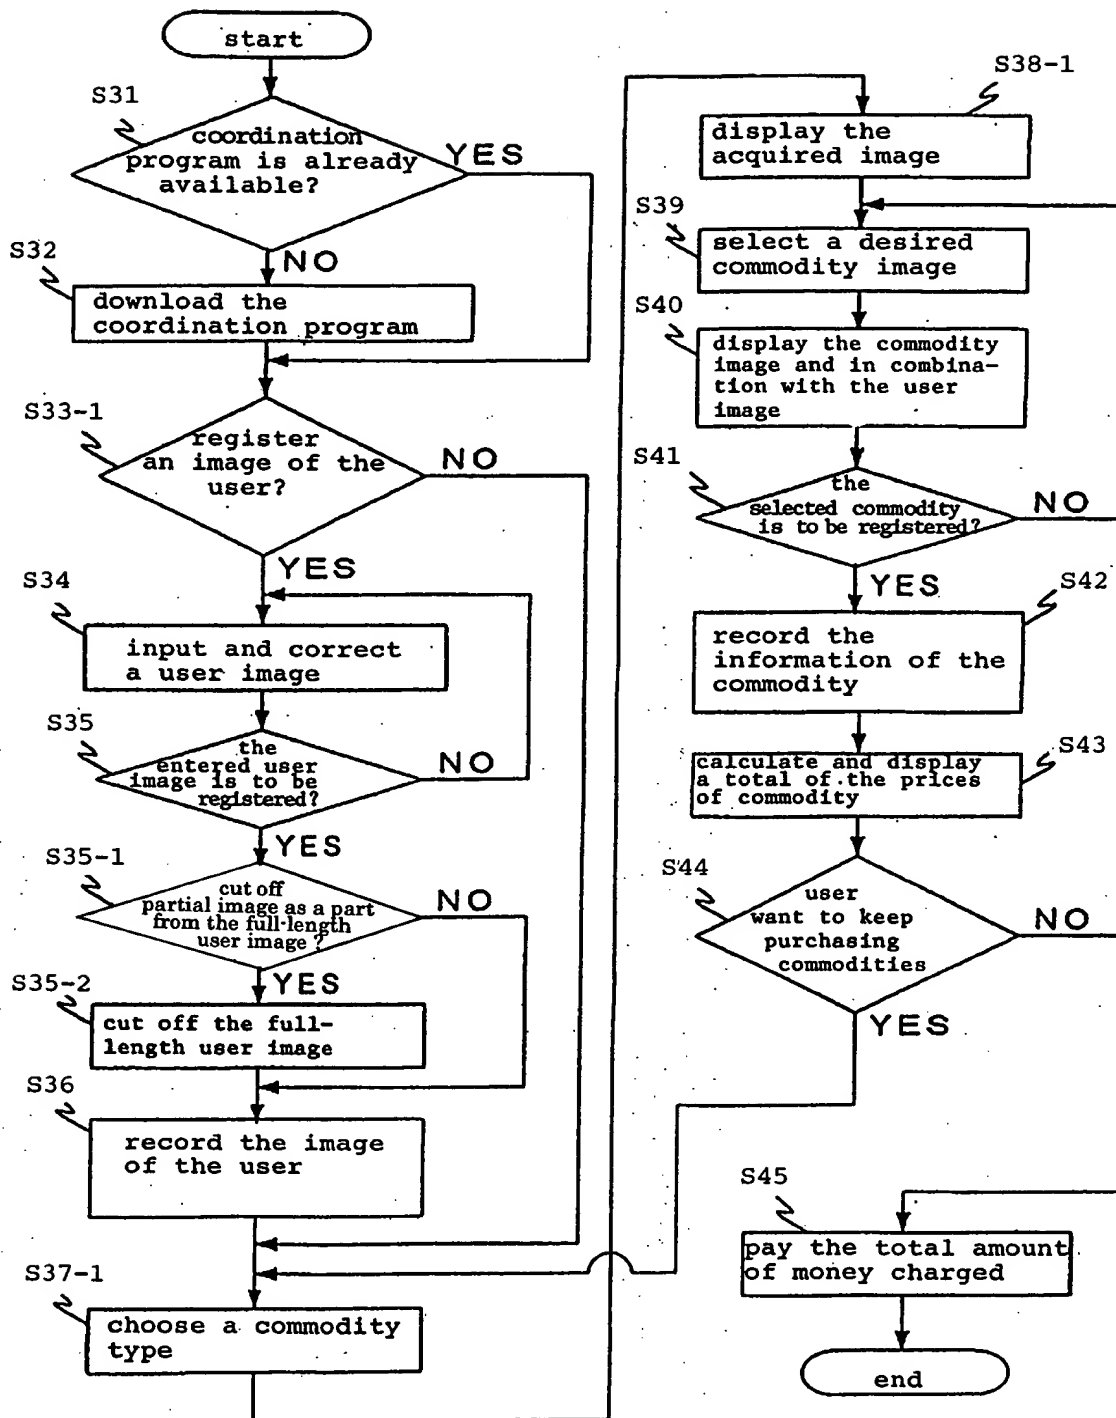 start
S31
coordination
program is already
available?
YES
S32
NO
download the
coordination program
S33-1
register
an image of the
user?
NO
YES
S34
input and correct
a user image
S35
the
entered user
image is to be
registered?
NO
YES
S35-1
cut off
partial image as a part
from the full-length
user image ?
NO
YES
S35-2
cut off the full-
length user image
S36
record the image
of the user
S37-1
choose a commodity
type
S38-1
display the
acquired image
S39
select a desired
commodity image
S40
display the commodity
image and in combina-
tion with the user
image
S41
the
selected commodity
is to be registered?
NO
YES
S42
record the
information of the
commodity
S43
calculate and display
a total of the prices
of commodity
S44
user
want to keep
purchasing
commodities
NO
YES
S45
pay the total amount
of money charged
end